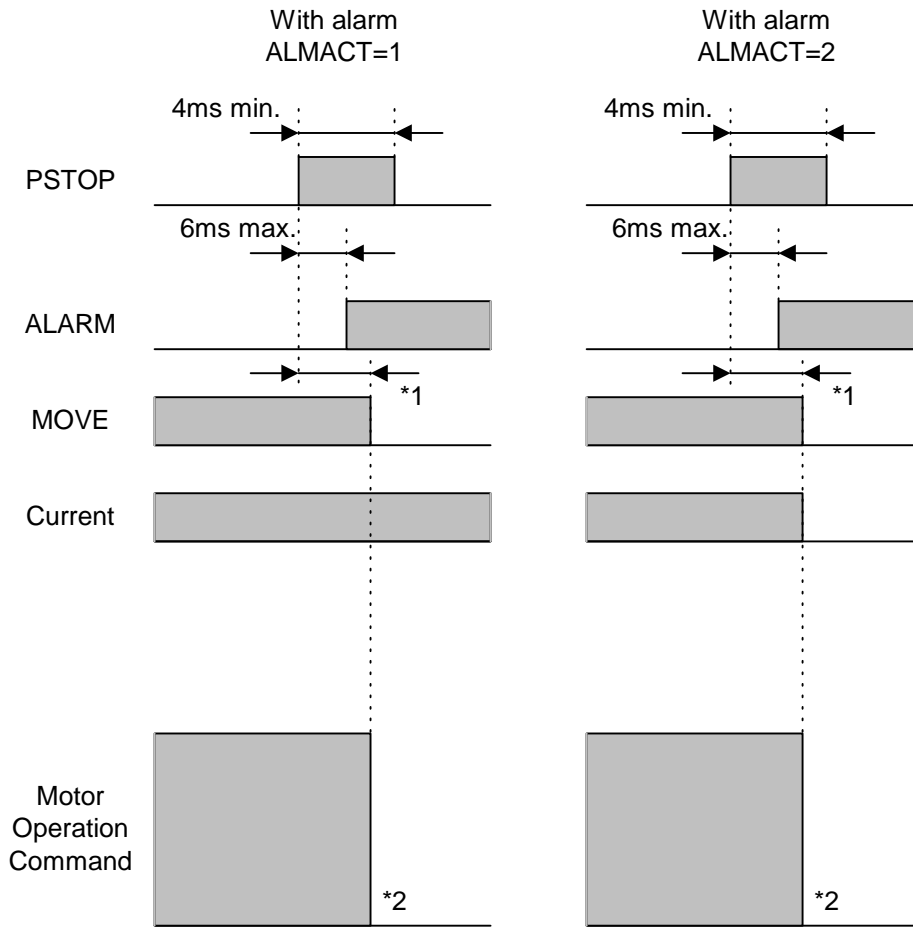 With alarm
ALMACT=1
With alarm
ALMACT=2
4ms min.
4ms min.
PSTOP
6ms max.
6ms max.
ALARM
*1
*1
MOVE
Current
Motor
Operation
Command
*2
*2